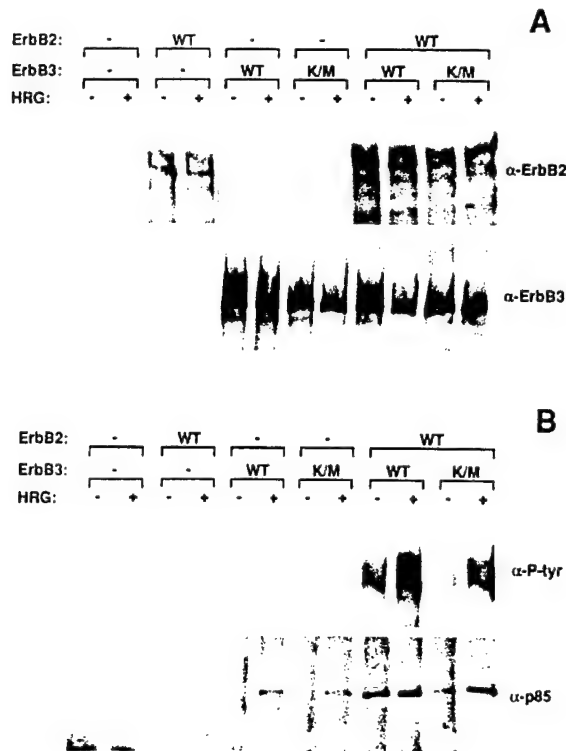 A
ErbB2: - WT - - WT
ErbB3: - - WT K/M WT K/M
HRG: - + - + - + - + - + - +
α-ErbB2
α-ErbB3
B
ErbB2: - WT - - WT
ErbB3: - - WT K/M WT K/M
HRG: - + - + - + - + - + - +
α-P-tyr
α-p85